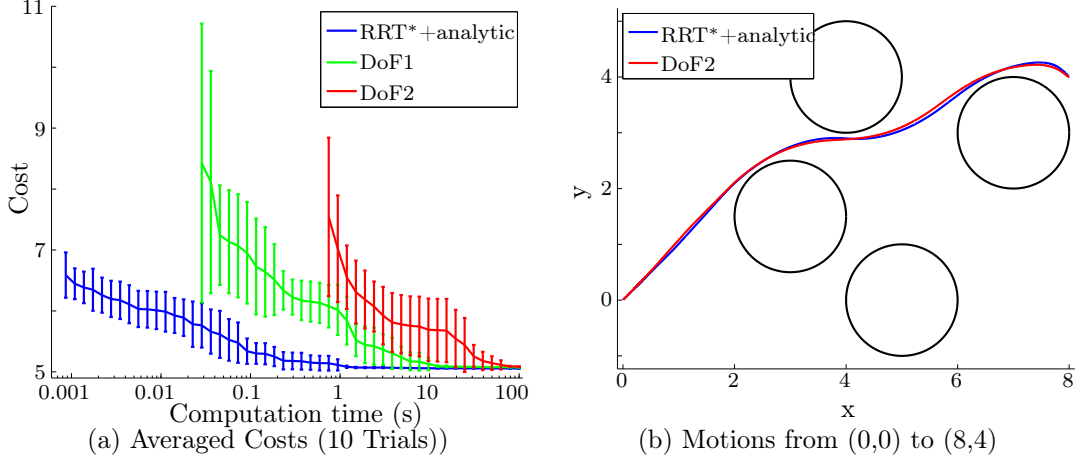 11
9
7
5
Cost
RRT*+analytic
DoF1
DoF2
0.001
0.01
0.1
1
10
100
Computation time (s)
(a) Averaged Costs (10 Trials))
RRT*+analytic
DoF2
4
2
0
y
0
2
4
6
8
x
(b) Motions from (0,0) to (8,4)